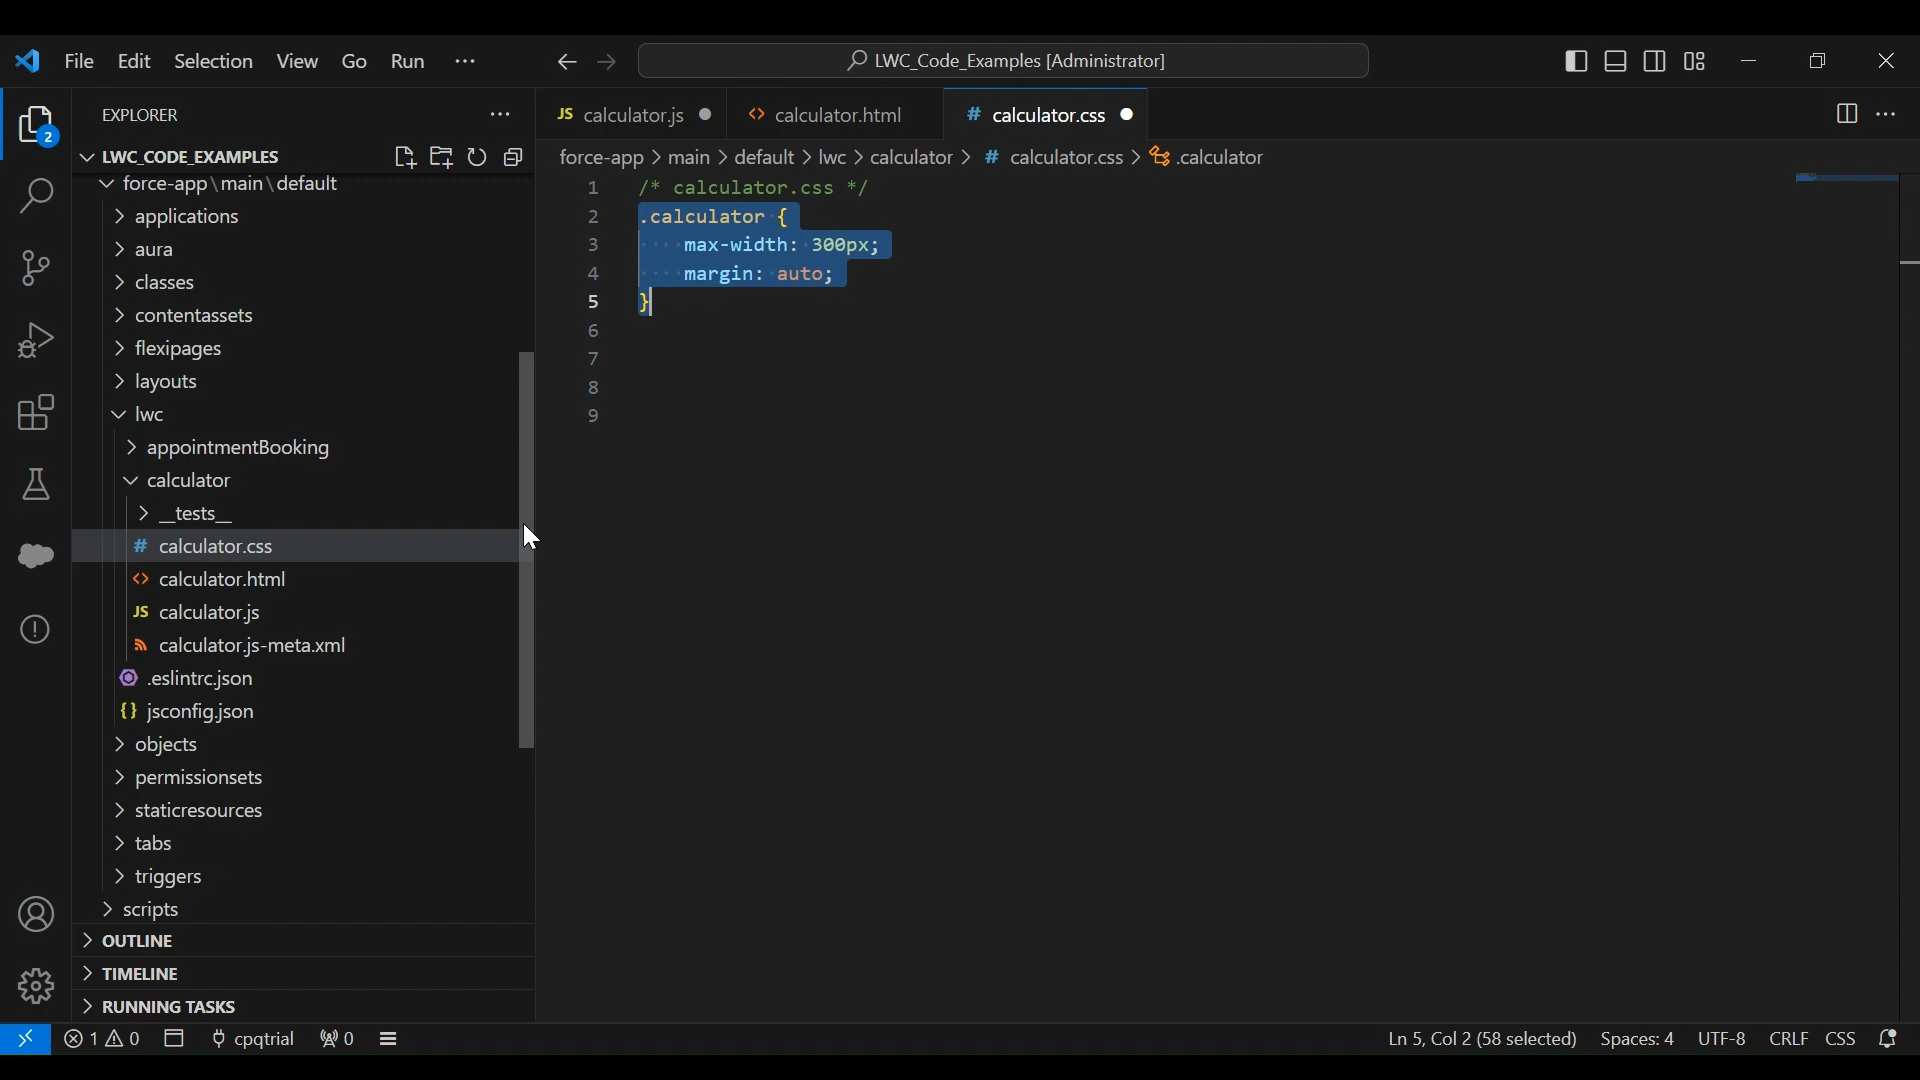 File Edit Selection View Go Run ···
LWC_Code_Examples [Administrator]
EXPLORER
LWC_CODE_EXAMPLES
force-app\main\default
applications
aura
classes
contentassets
flexipages
layouts
lwc
appointmentBooking
calculator
__tests__
# calculator.css
<> calculator.html
JS calculator.js
calculator.js-meta.xml
.eslintrc.json
{} jsconfig.json
objects
permissionsets
staticresources
tabs
triggers
scripts
OUTLINE
TIMELINE
RUNNING TASKS
2
JS calculator.js <> calculator.html # calculator.css
force-app > main > default > lwc > calculator > # calculator.css > .calculator
1 /* calculator.css */
2 .calculator {
3 max-width: 300px;
4 margin: auto;
5 }
6
7
8
9
1 0 cpqtrial 0
Ln 5, Col 2 (58 selected) Spaces: 4 UTF-8 CRLF CSS